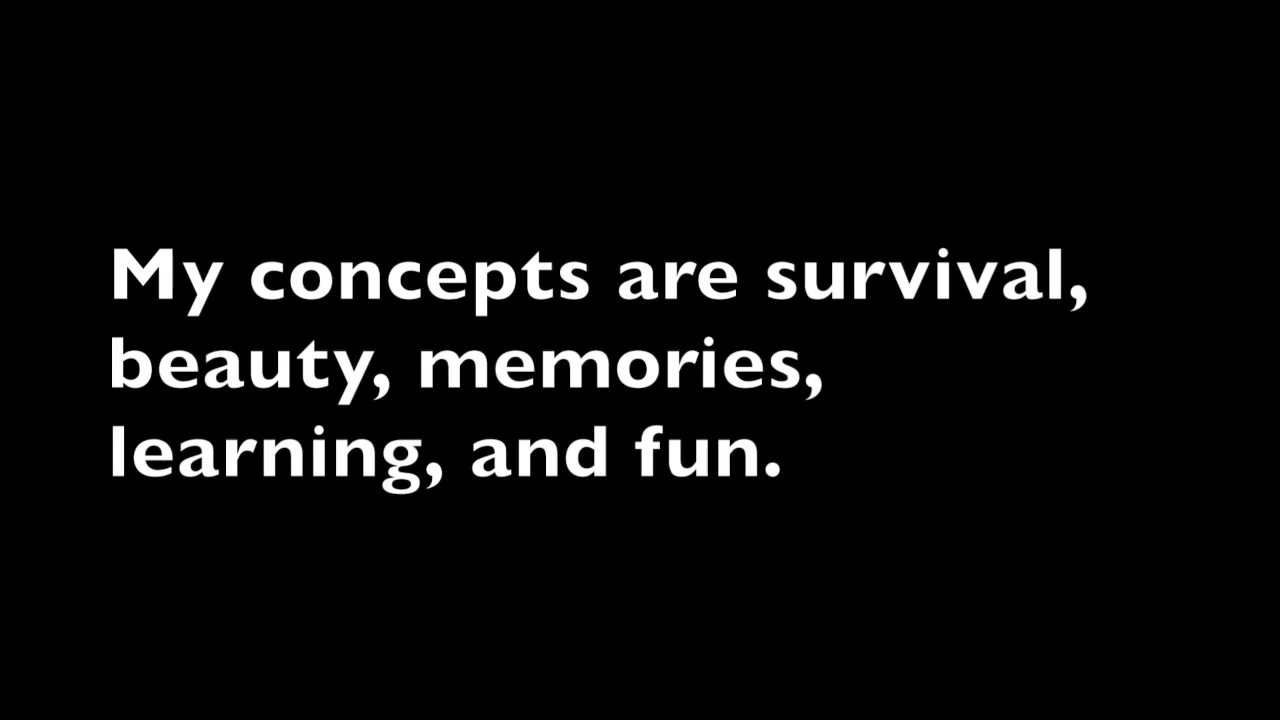 My concepts are survival,
beauty, memories,
learning, and fun.